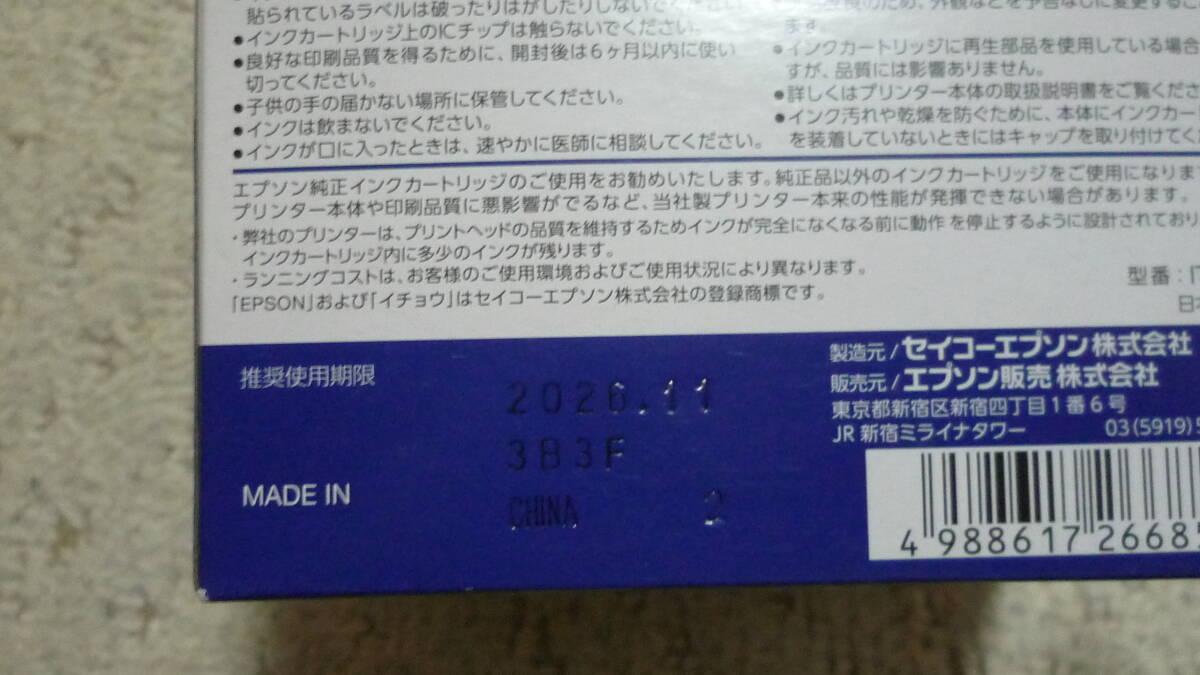 貼られているラベルは破ったりはがしたりしないでください。
●インクカートリッジ上のICチップは触らないでください。
●良好な印刷品質を得るために、開封後は6ヶ月以内に使い
切ってください。
●子供の手の届かない場所に保管してください。
●インクは飲まないでください。
●インクが口に入ったときは、速やかに医師に相談してください。
良のため、外観などを予告なしに変更するこ
ます
●インクカートリッジに再生部品を使用している場合
すが、品質には影響ありません。
●詳しくはプリンター本体の取扱説明書をご覧くださ
●インク汚れや乾燥を防ぐために、本体にインクカー
を装着していないときにはキャップを取り付けてく
エプソン純正インクカートリッジのご使用をお勧めいたします。純正品以外のインクカートリッジをご使用になりま
プリンター本体や印刷品質に悪影響がでるなど、当社製プリンター本来の性能が発揮できない場合があります。
・弊社のプリンターは、プリントヘッドの品質を維持するためインクが完全になくなる前に動作を停止するように設計されており
インクカートリッジ内に多少のインクが残ります。
・ランニングコストは、お客様のご使用環境およびご使用状況により異なります。
「EPSON」および「イチョウ」はセイコーエプソン株式会社の登録商標です。
型番：I
日
推奨使用期限
2026.11
3B3F
MADE IN
CHINA 2
製造元/セイコーエプソン株式会社
販売元/エプソン販売株式会社
東京都新宿区新宿四丁目1番6号
JR新宿ミライナタワー 03(5919)5
4 988617 26685